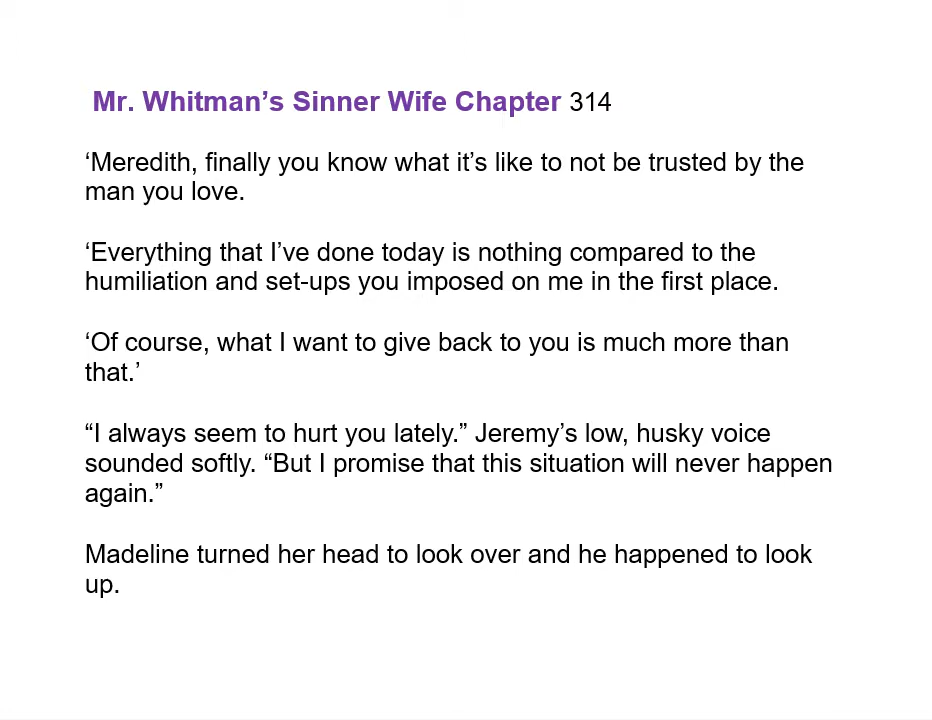 Mr. Whitman’s Sinner Wife Chapter 314
‘Meredith, finally you know what it’s like to not be trusted by the
man you love.
‘Everything that I’ve done today is nothing compared to the
humiliation and set-ups you imposed on me in the first place.
‘Of course, what I want to give back to you is much more than
that.’
“I always seem to hurt you lately.” Jeremy’s low, husky voice
sounded softly. “But I promise that this situation will never happen
again.”
Madeline turned her head to look over and he happened to look
up.